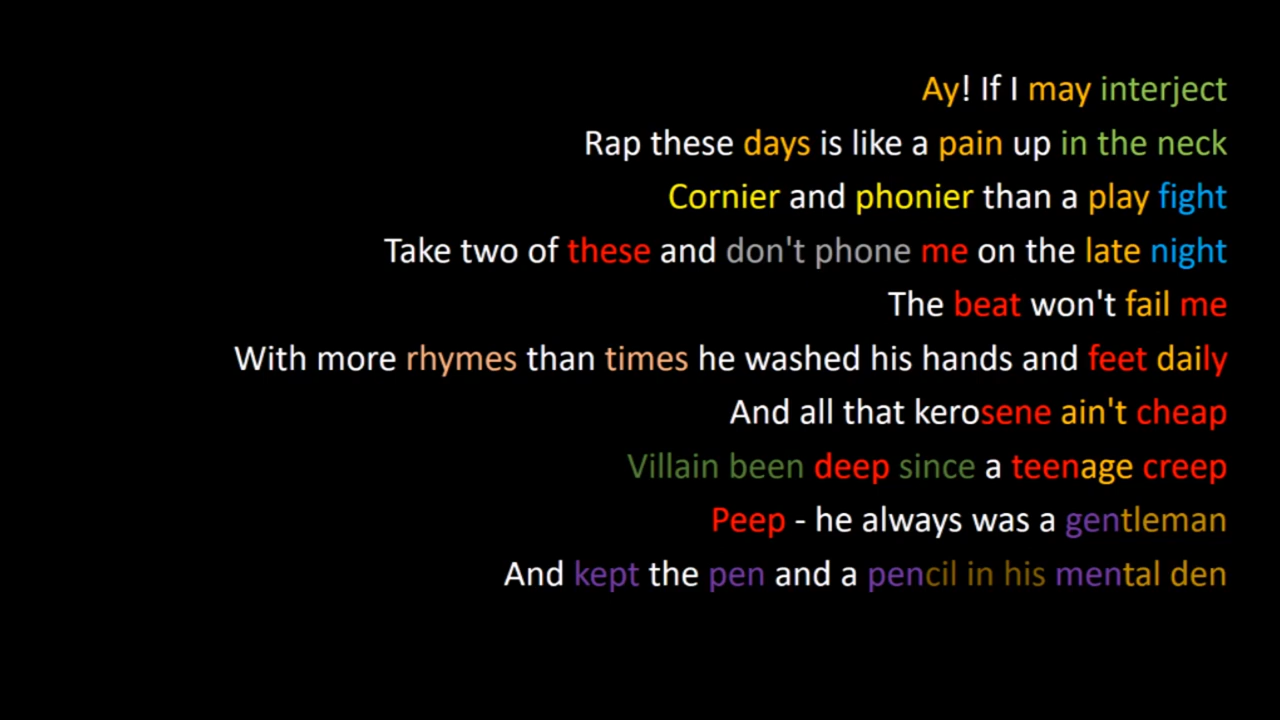 Ay! If I may interject
Rap these days is like a pain up in the neck
Cornier and phonier than a play fight
Take two of these and don't phone me on the late night
The beat won't fail me
With more rhymes than times he washed his hands and feet daily
And all that kerosene ain't cheap
Villain been deep since a teenage creep
Peep - he always was a gentleman
And kept the pen and a pencil in his mental den